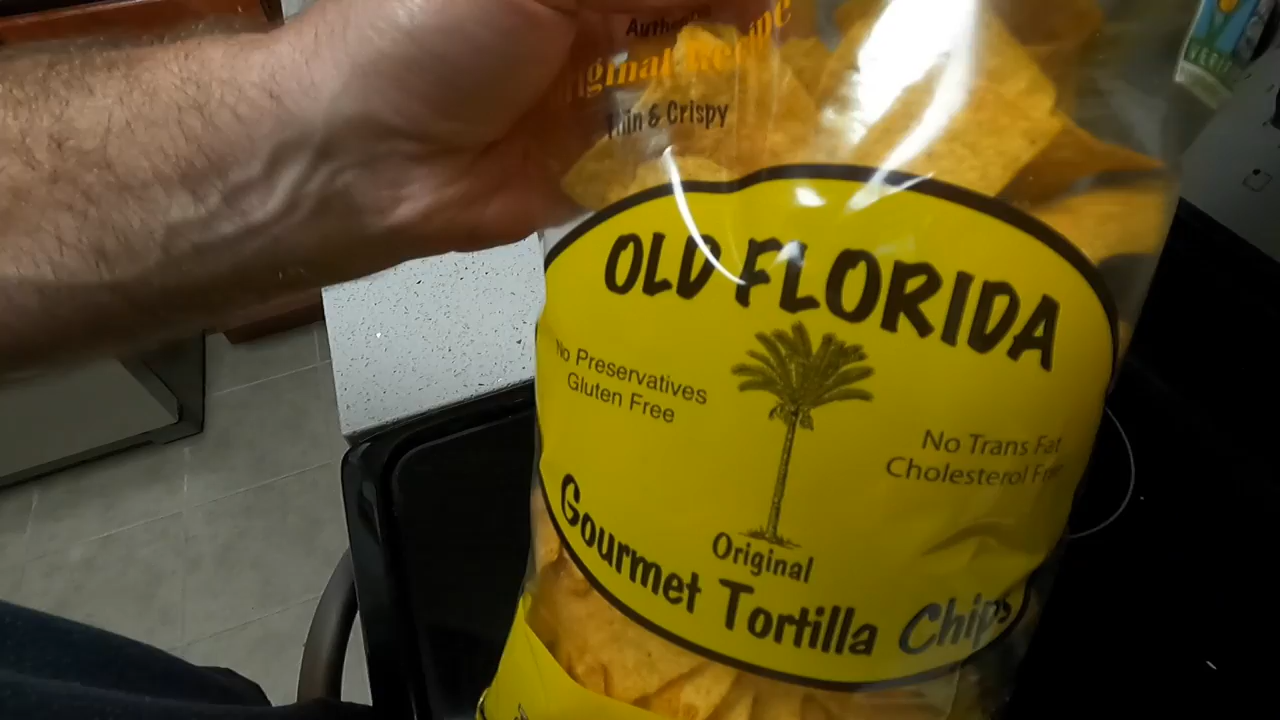 Authentic
Original Recipe
Thin & Crispy
OLD FLORIDA
No Preservatives
Gluten Free
No Trans Fat
Cholesterol Free
Original
Gourmet Tortilla Chips